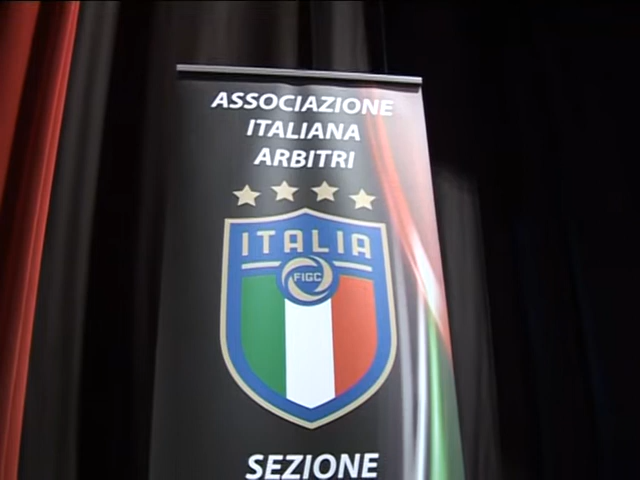 ASSOCIAZIONE
ITALIANA
ARBITRI
ITALIA
FIGC
SEZIONE